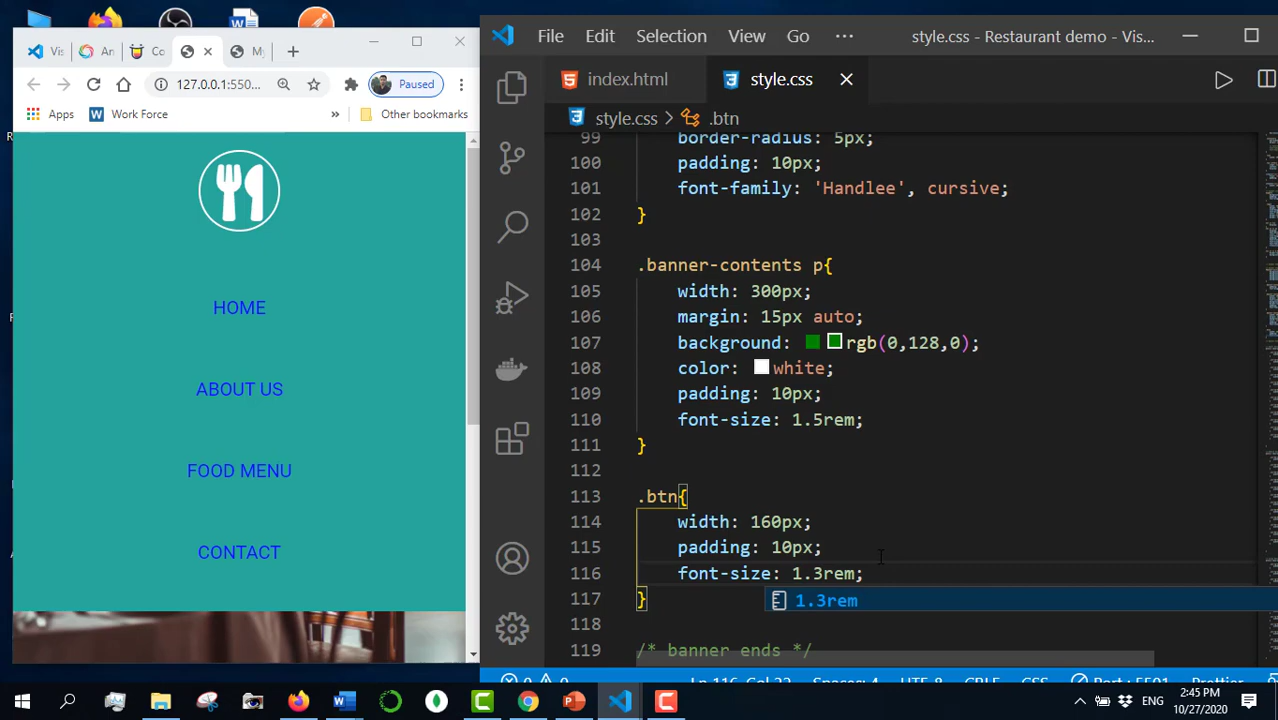 File Edit Selection View Go ··· style.css - Restaurant demo - Vis...
Vis An Co My
127.0.0.1:550... Paused
Apps Work Force » Other bookmarks
HOME
ABOUT US
FOOD MENU
CONTACT
index.html style.css
style.css > .btn
99 border-radius: 5px;
100 padding: 10px;
101 font-family: 'Handlee', cursive;
102 }
103
104 .banner-contents p{
105 width: 300px;
106 margin: 15px auto;
107 background: rgb(0,128,0);
108 color: white;
109 padding: 10px;
110 font-size: 1.5rem;
111 }
112
113 .btn{
114 width: 160px;
115 padding: 10px;
116 font-size: 1.3rem;
117 }
1.3rem
118
119 /* banner ends */
ENG 2:45 PM
10/27/2020